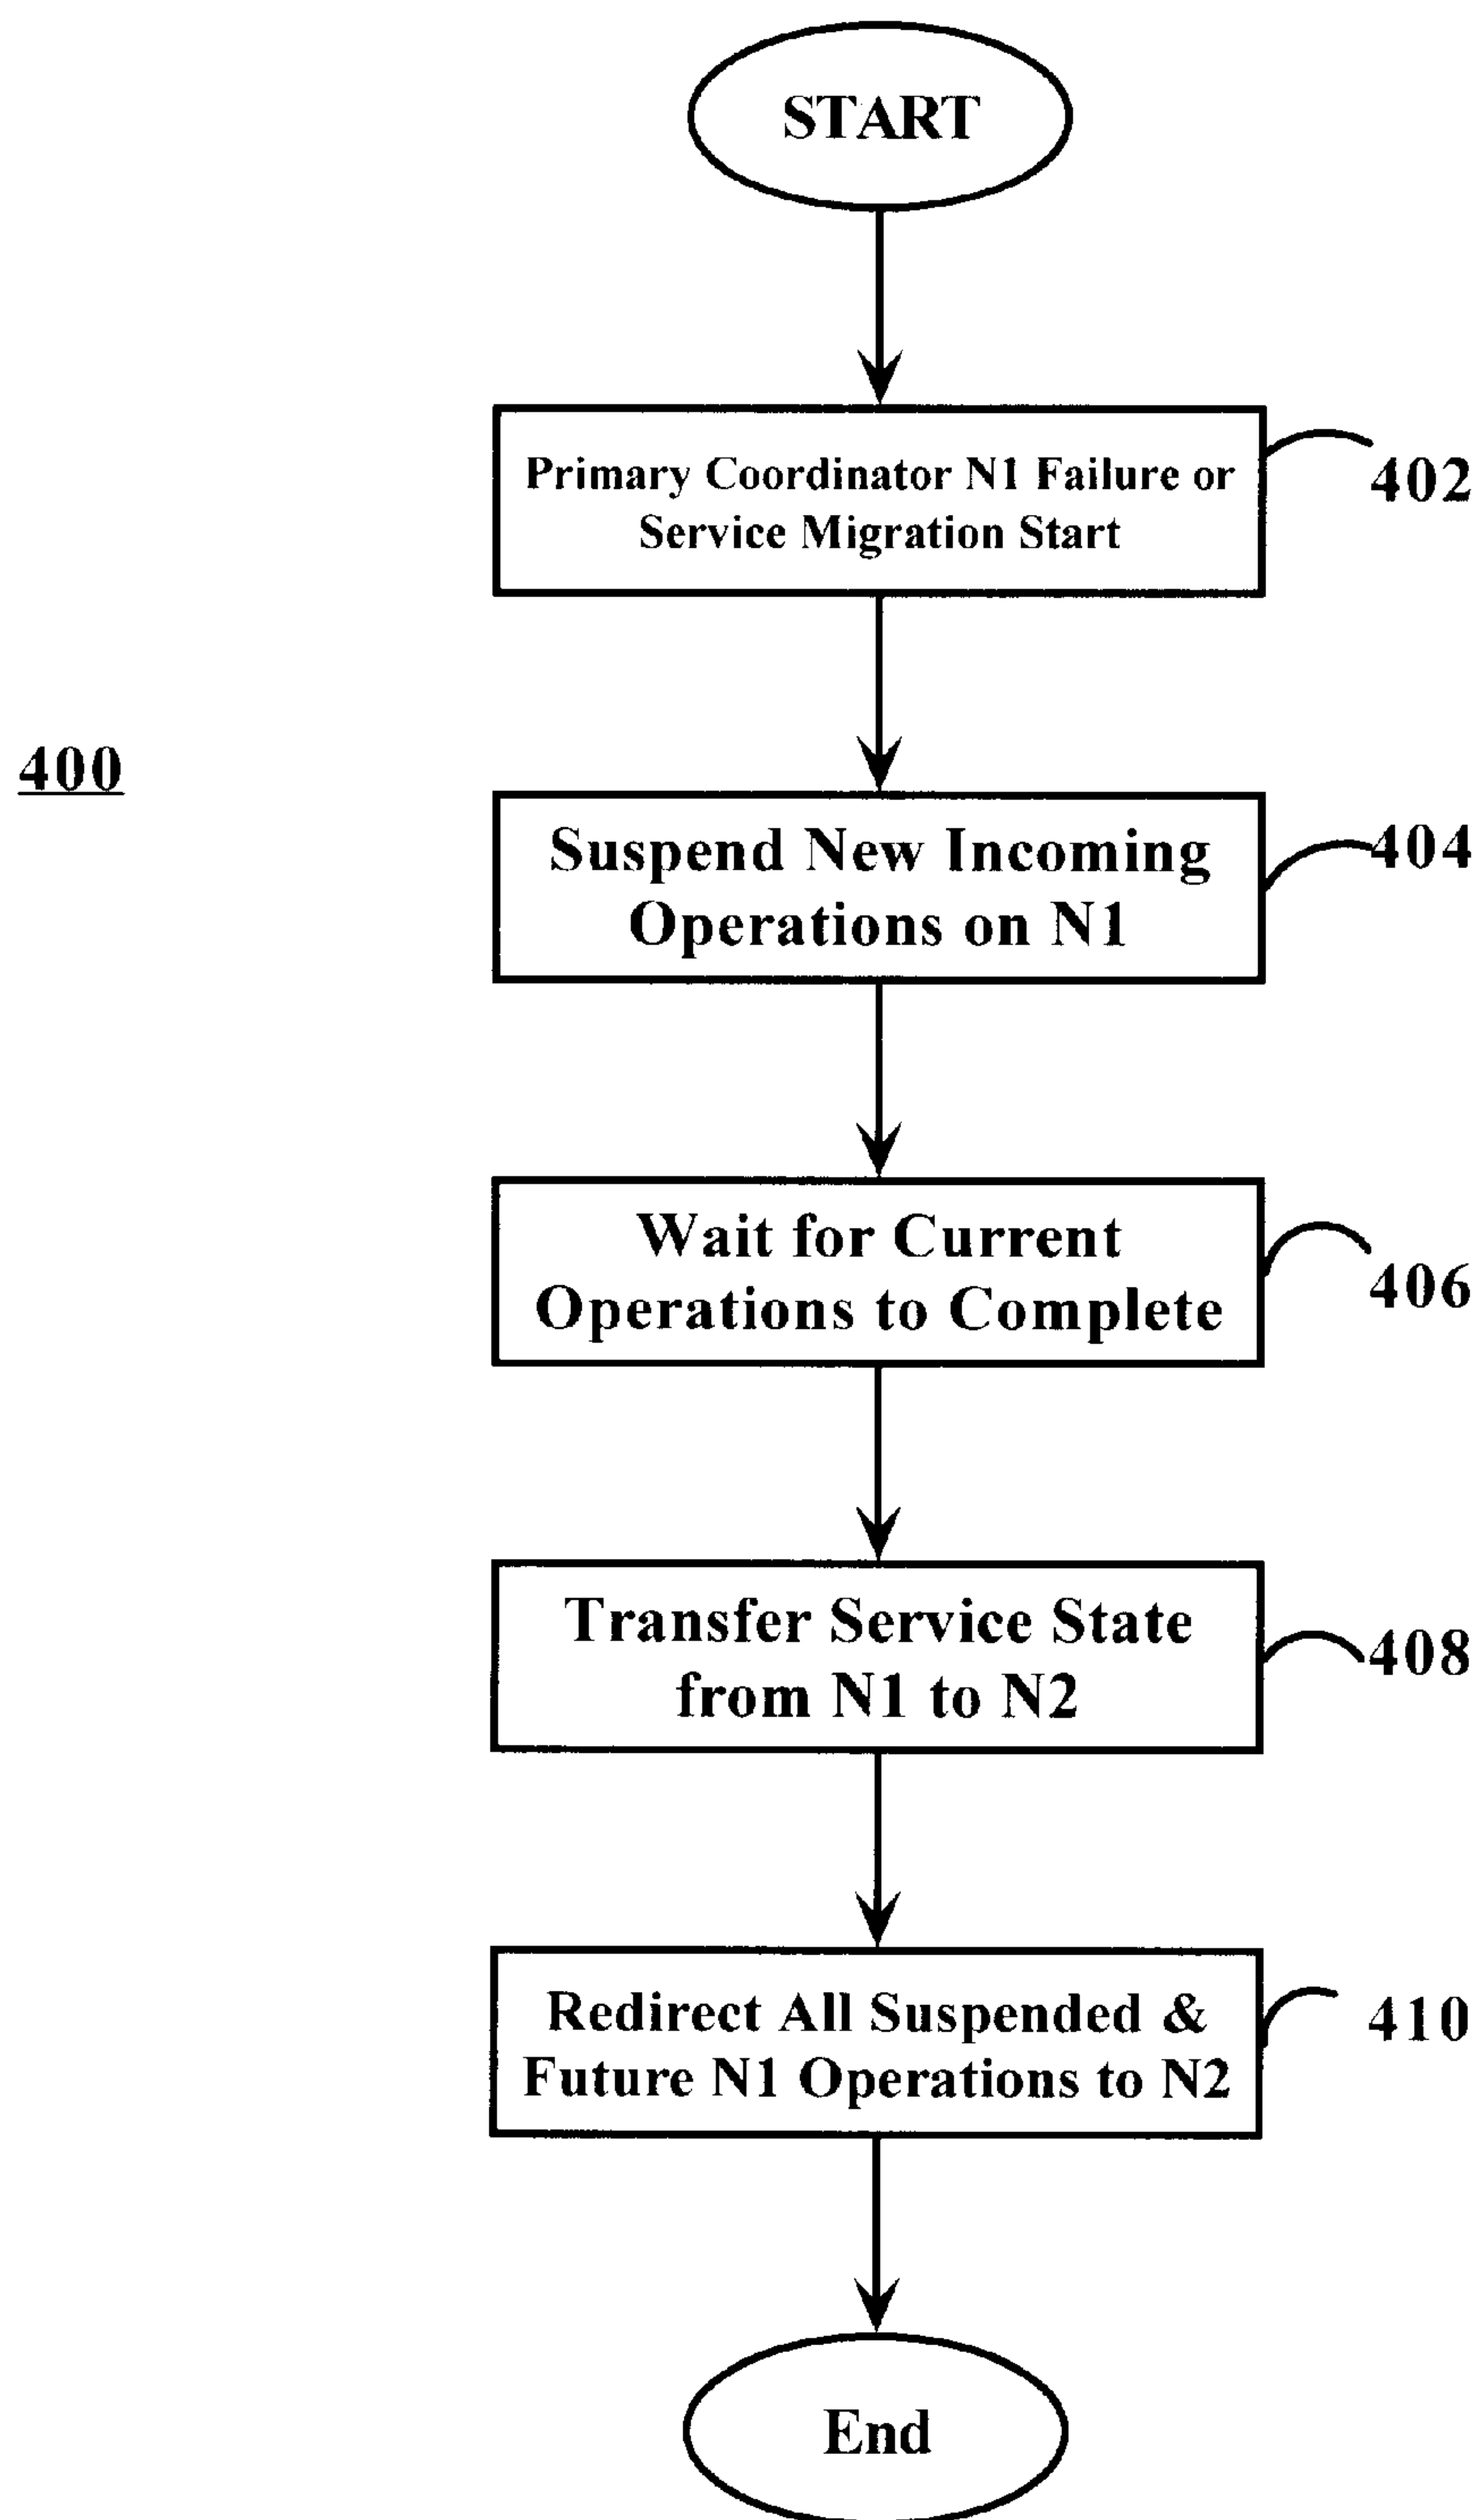 START
Primary Coordinator N1 Failure or
Service Migration Start
402
400
Suspend New Incoming
Operations on N1
404
Wait for Current
Operations to Complete
406
Transfer Service State
from N1 to N2
408
Redirect All Suspended &
Future N1 Operations to N2
410
End